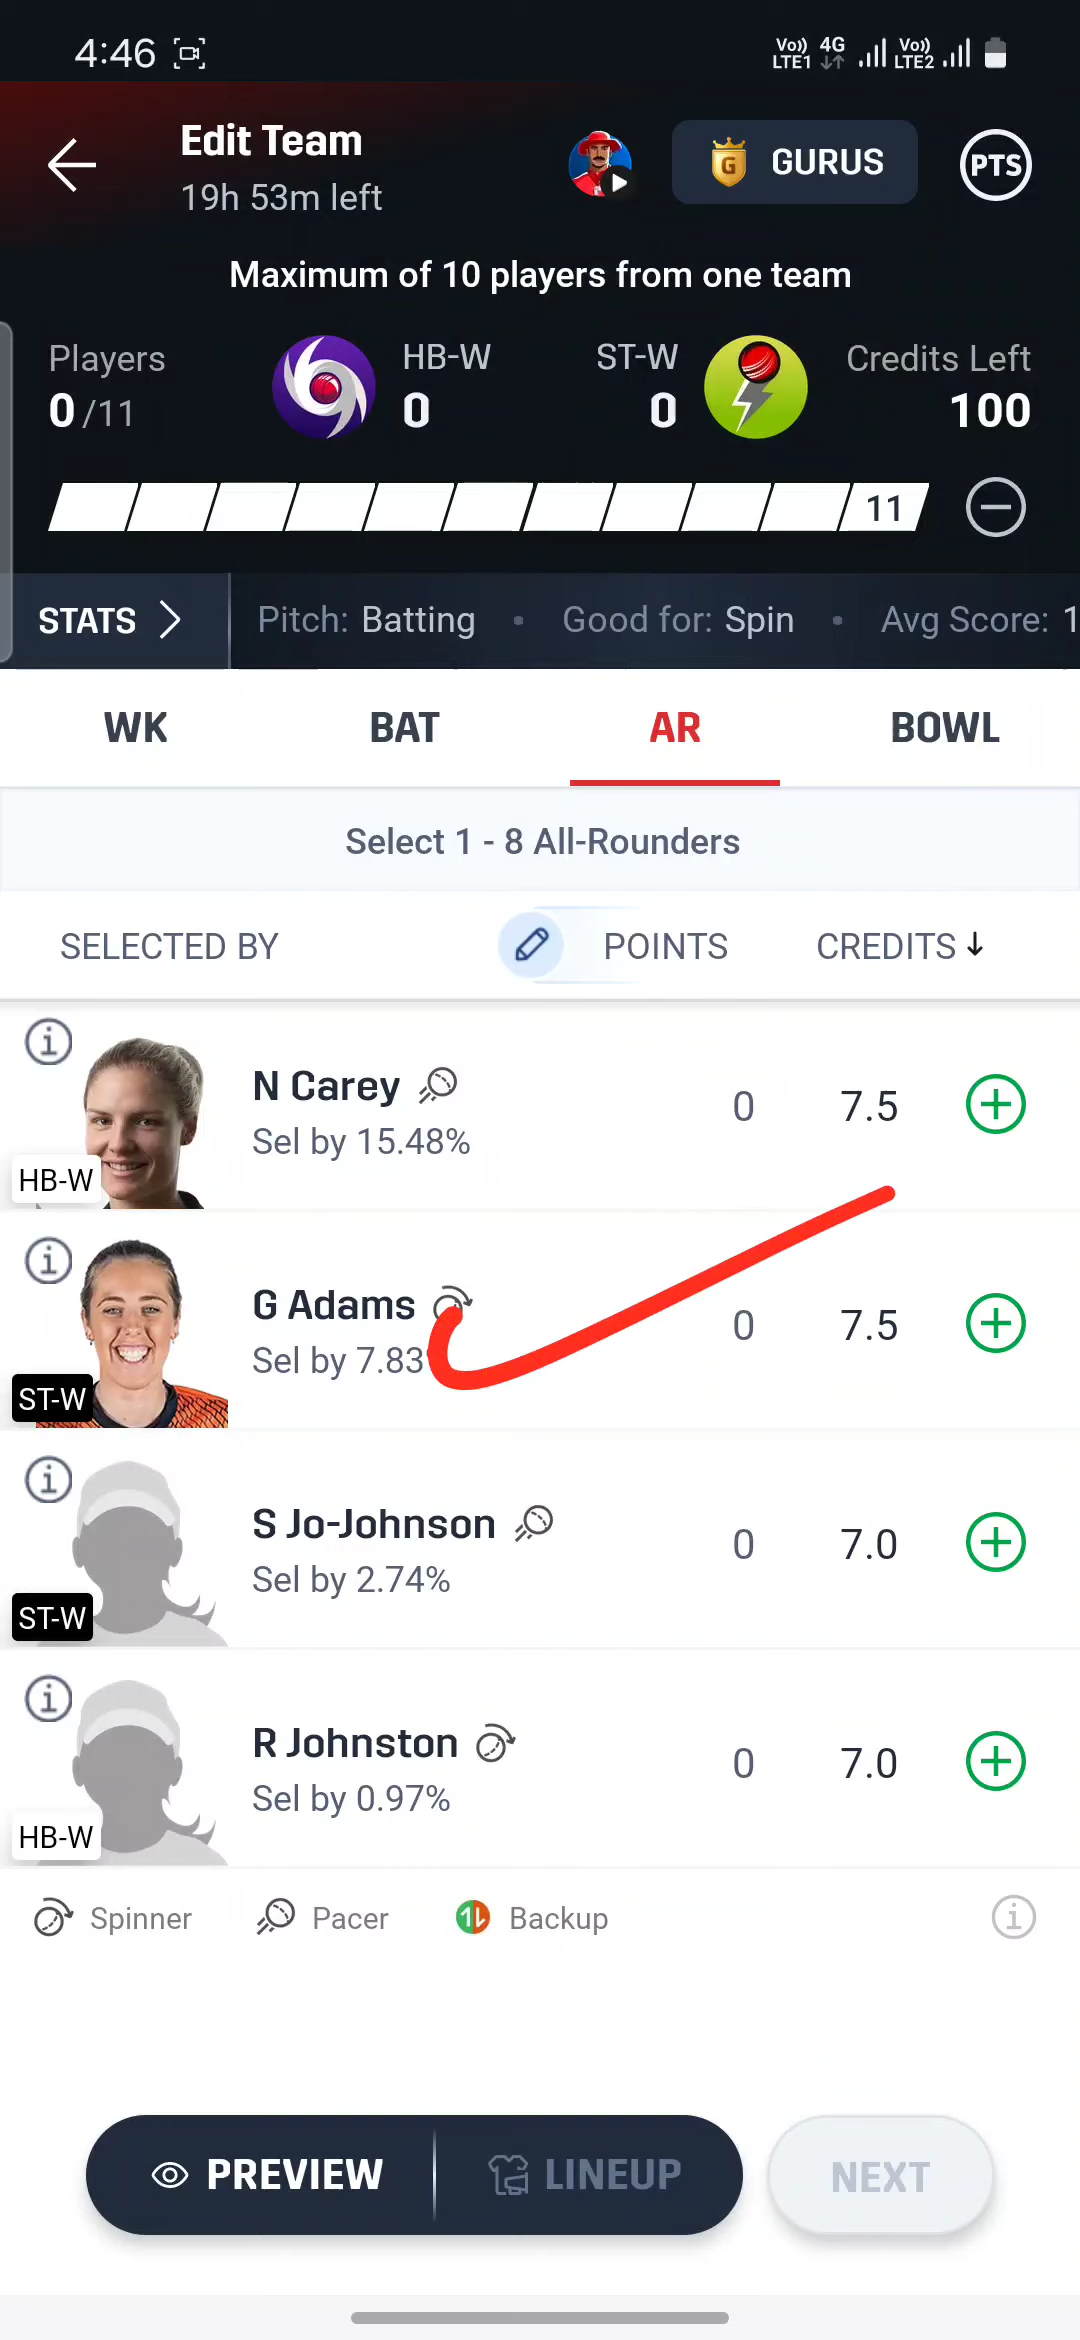 4:46
Vo)) LTE1 4G Vo)) LTE2
Edit Team
19h 53m left
G GURUS
PTS
Maximum of 10 players from one team
Players
0/11
HB-W
0
ST-W
0
Credits Left
100
11
STATS
Pitch: Batting • Good for: Spin • Avg Score: 1
WK BAT AR BOWL
Select 1 - 8 All-Rounders
SELECTED BY POINTS CREDITS ↓
N Carey
Sel by 15.48%
HB-W
0 7.5
G Adams
Sel by 7.83
ST-W
0 7.5
S Jo-Johnson
Sel by 2.74%
ST-W
0 7.0
R Johnston
Sel by 0.97%
HB-W
0 7.0
Spinner Pacer Backup
PREVIEW LINEUP NEXT